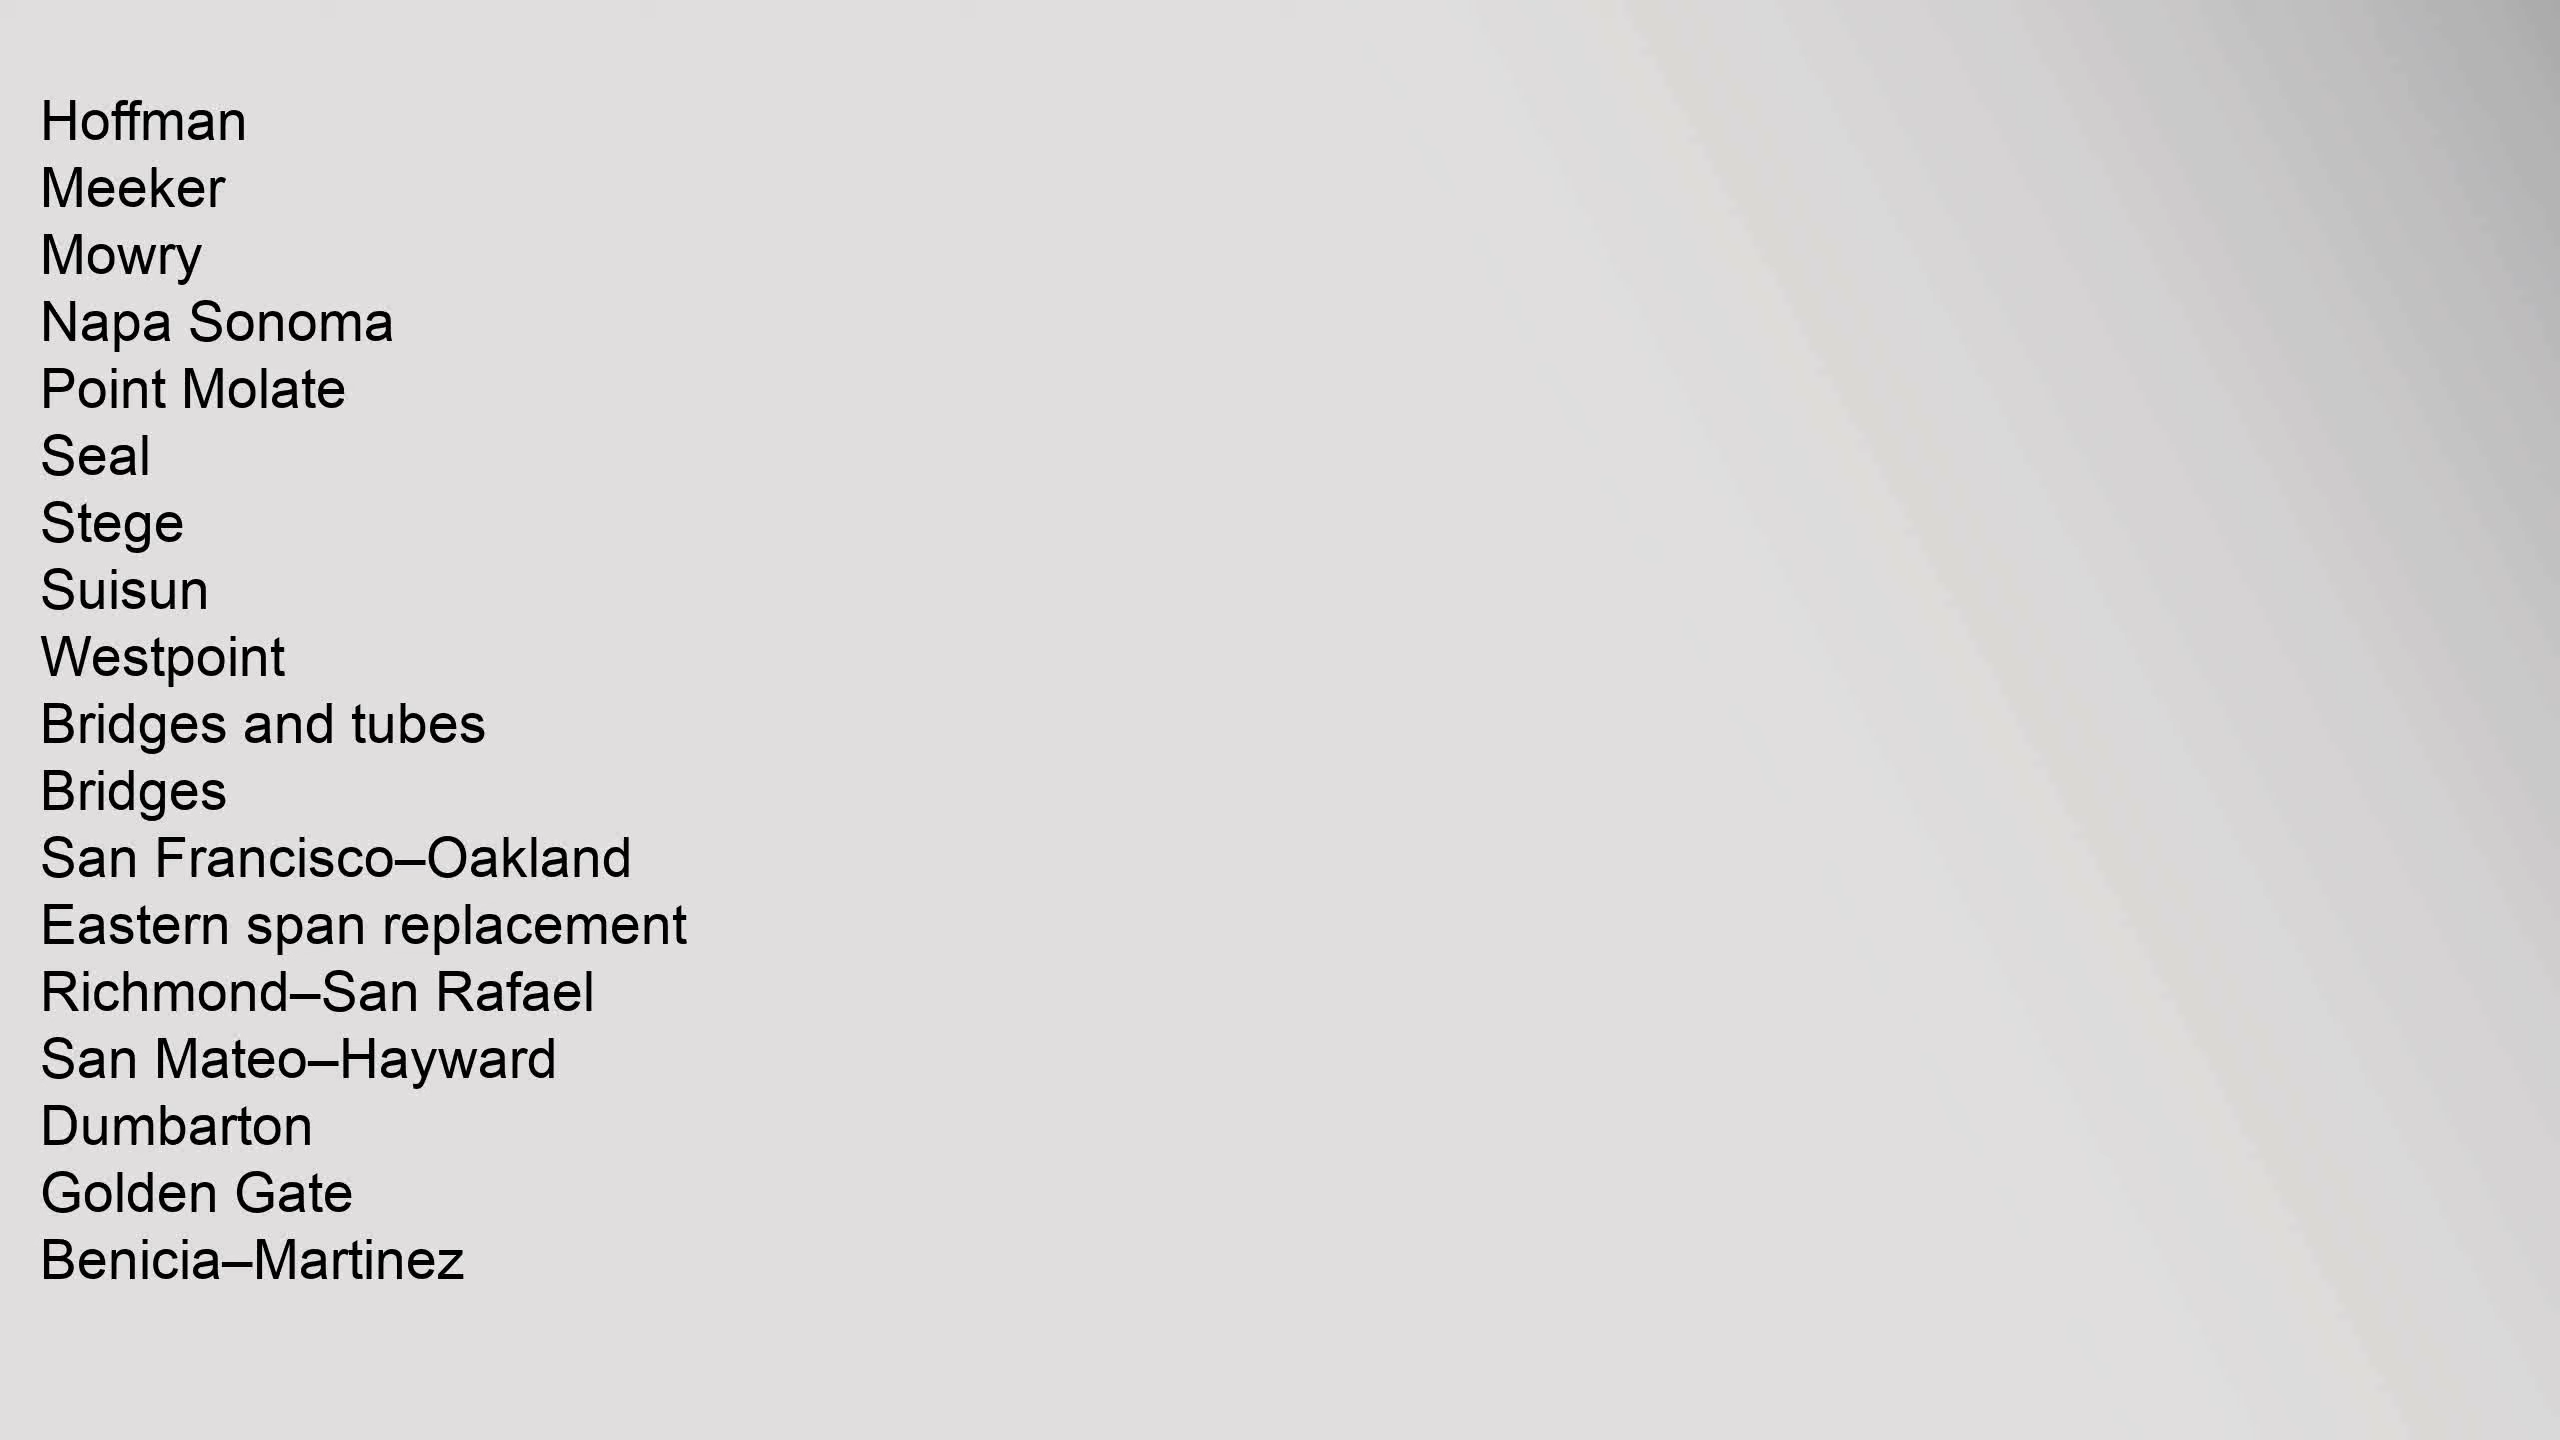 Hoffman
Meeker
Mowry
Napa Sonoma
Point Molate
Seal
Stege
Suisun
Westpoint
Bridges and tubes
Bridges
San Francisco–Oakland
Eastern span replacement
Richmond–San Rafael
San Mateo–Hayward
Dumbarton
Golden Gate
Benicia–Martinez